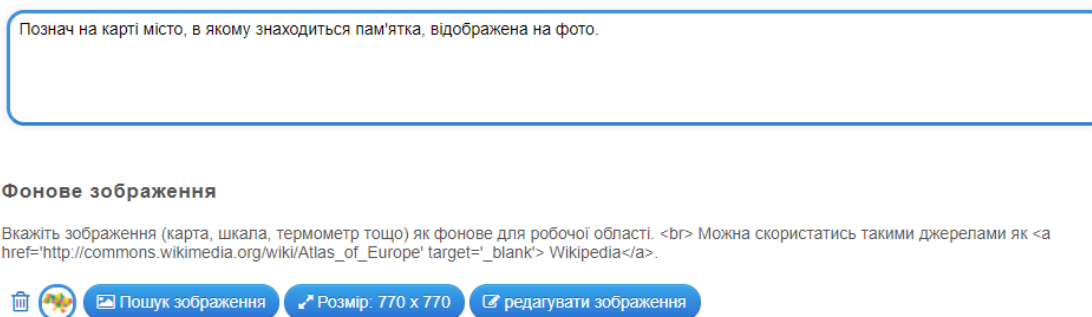 Познач на карті місто, в якому знаходиться пам'ятка, відображена на фото.
Фонове зображення
Вкажіть зображення (карта, шкала, термометр тощо) як фонове для робочої області. <br> Можна скористатись такими джерелами як <a
href='http://commons.wikimedia.org/wiki/Atlas_of_Europe' target='_blank'> Wikipedia</a>.
Пошук зображення Розмір: 770 x 770 редагувати зображення